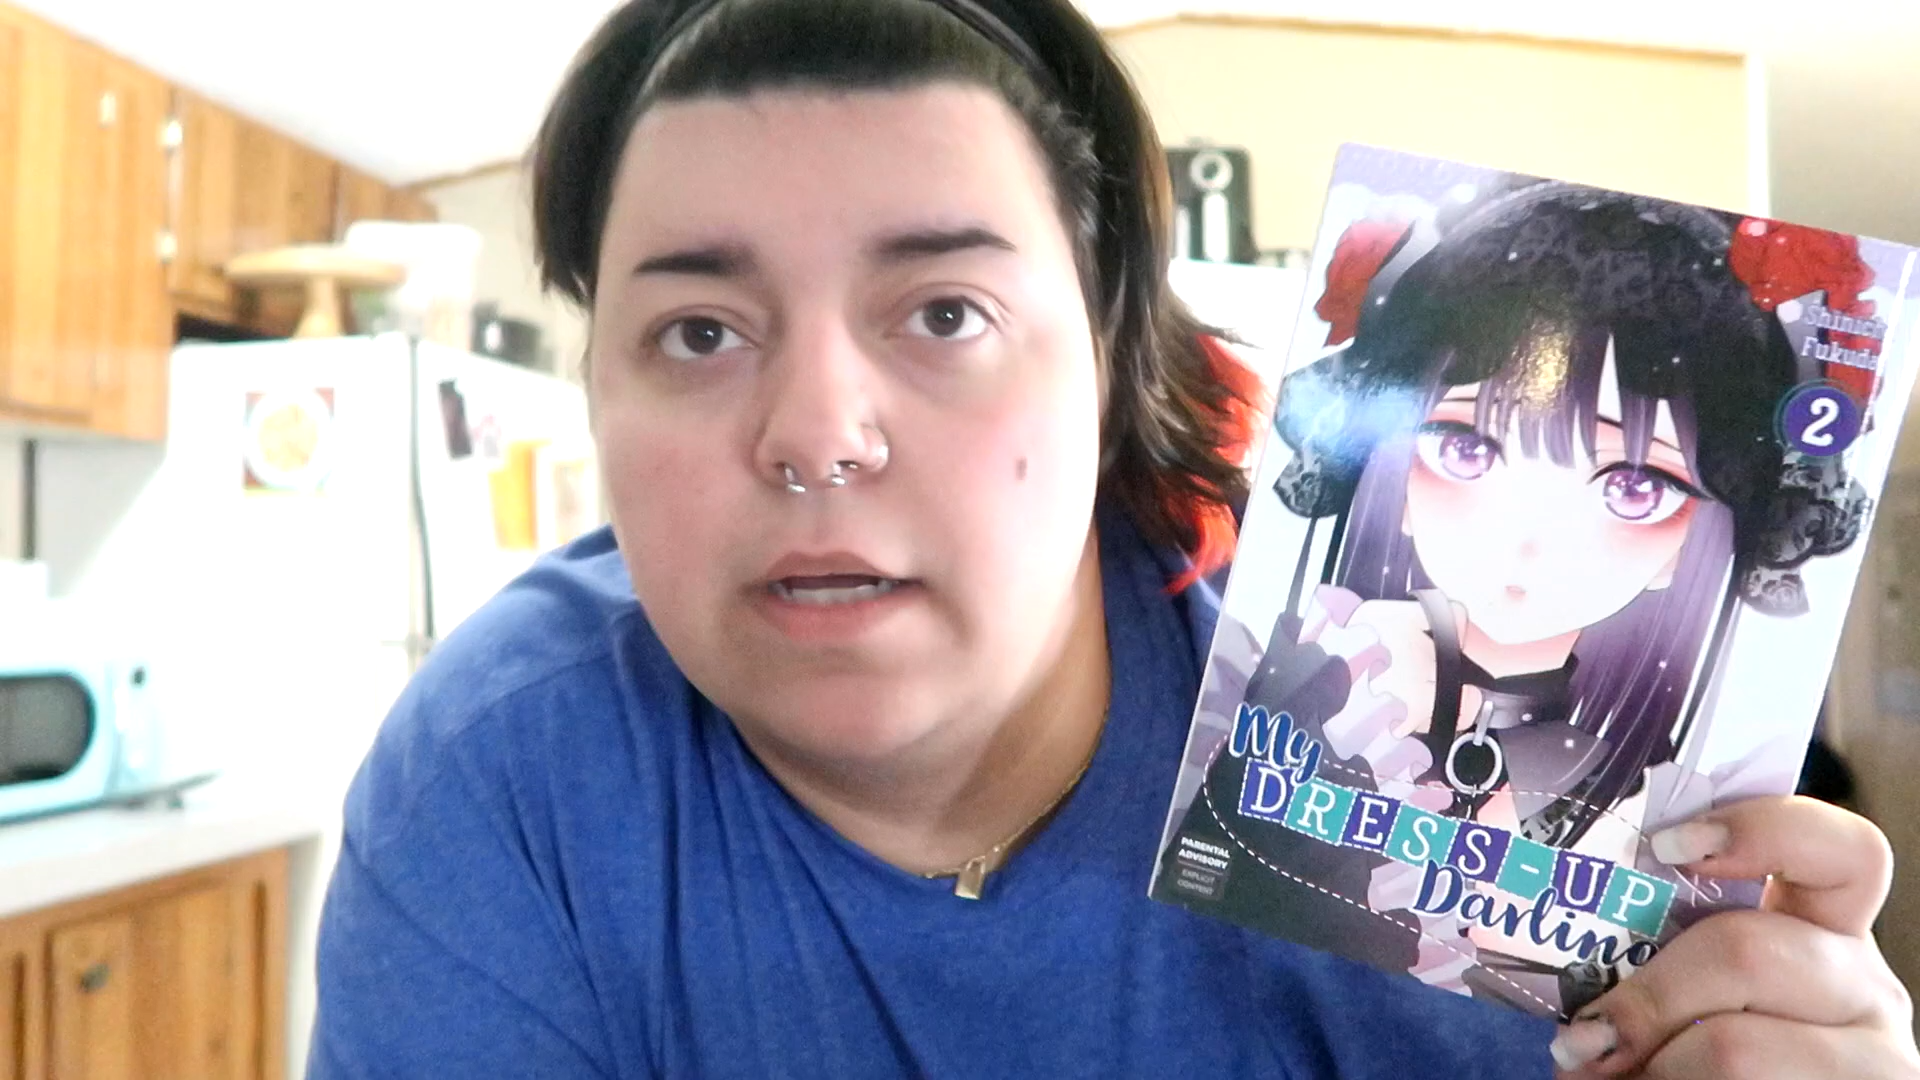 Shinichi
Fukuda
2
My
DRESS-UP
Darling
PARENTAL
ADVISORY
EXPLICIT
CONTENT